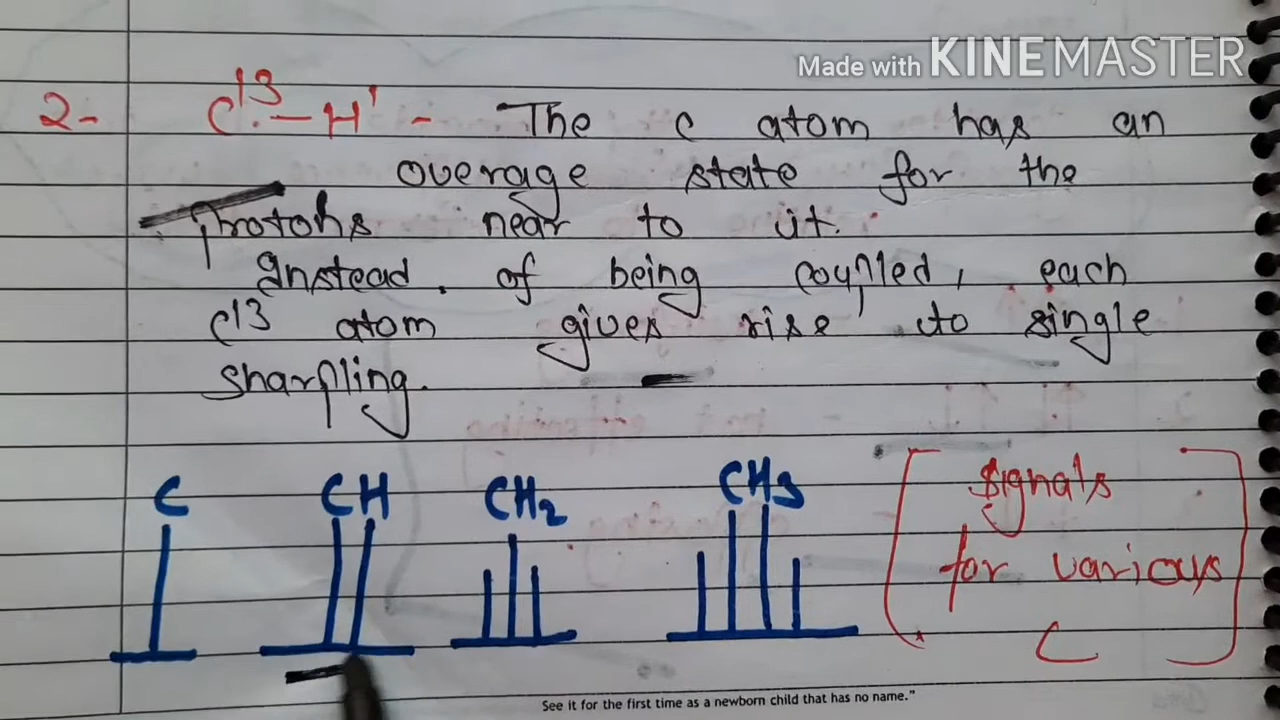 Made with KINEMASTER
2- C13 - H1 - The C atom has an
overage state for the
Protons near to it.
Instead. of being coupled, each
C13 atom gives rise to single
sharpling.
C CH CH2 CH3
Signals
for various
C
See it for the first time as a newborn child that has no name."